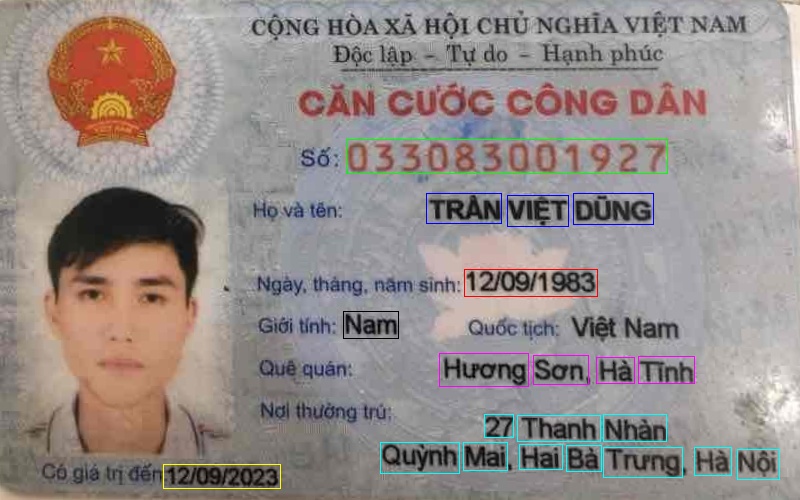 CỘNG HÒA XÃ HỘI CHỦ NGHĨA VIỆT NAM
Độc lập - Tự do - Hạnh phúc
CĂN CƯỚC CÔNG DÂN
Số: 033083001927
Họ và tên: TRẦN VIỆT DŨNG
Ngày, tháng, năm sinh: 12/09/1983
Giới tính: Nam Quốc tịch: Việt Nam
Quê quán: Hương Sơn, Hà Tĩnh
Nơi thường trú: 27 Thanh Nhàn
Quỳnh Mai, Hai Bà Trưng, Hà Nội
Có giá trị đến 12/09/2023